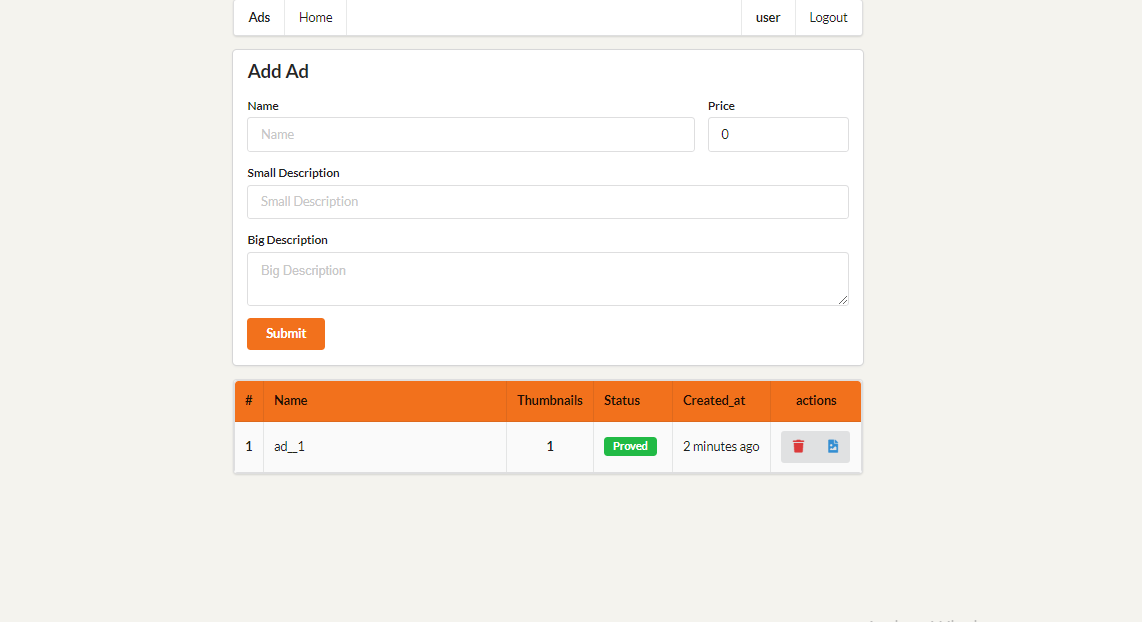 Ads Home user Logout
Add Ad
Name Price
Name 0
Small Description
Small Description
Big Description
Big Description
Submit
# Name Thumbnails Status Created_at actions
1 ad__1 1 Proved 2 minutes ago